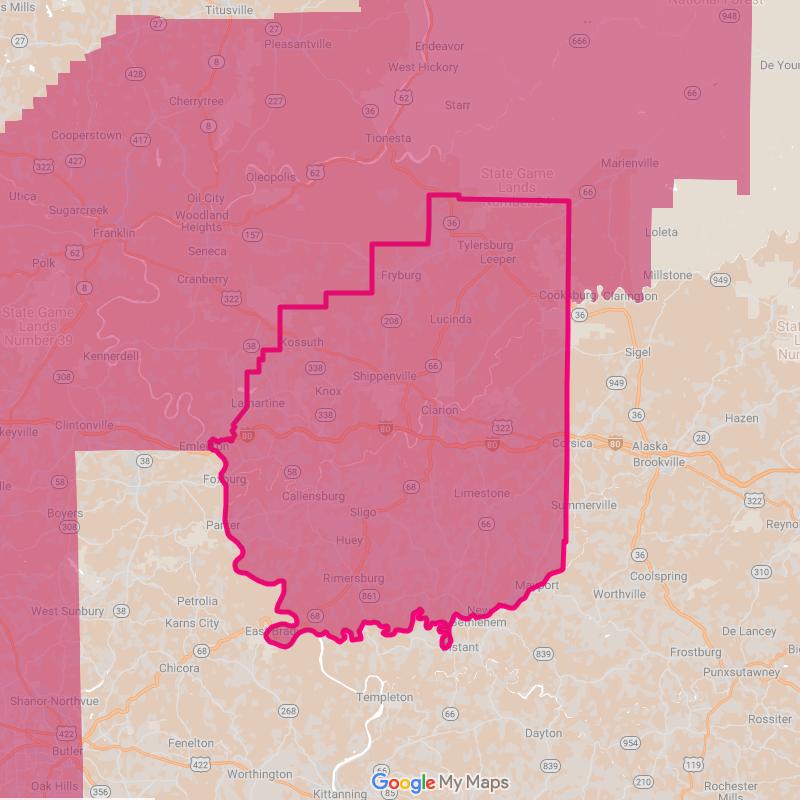 s Mills
Titusville
National Forest
27
27
948
Pleasantville
Endeavor
666
8
West Hickory
De Your
428
66
Cherrytree
227
62
Starr
36
8
Cooperstown
417
Tionesta
427
322
Marienville
62
State Game
Lands
Oleopolis
Utica
66
Oil City
Sugarcreek
Woodland
Heights
36
Franklin
157
Loleta
Tylersburg
Seneca
Leeper
62
Polk
Fryburg
Millstone
Cranberry
949
8
322
Cooksburg
Clarington
State Game
Lands
Number 39
208
Lucinda
36
38
Kossuth
Sigel
Kennerdell
338
66
308
Shippenville
949
Knox
Lamartine
338
Clarion
36
Hazen
Clintonville
322
keyville
80
80
28
80
Corsica
80
Alaska
Emlenton
38
Brookville
58
58
Foxburg
68
322
Callensburg
Limestone
Boyers
Summerville
308
Sligo
Parker
66
Reynol
Huey
36
310
Rimersburg
Coolspring
Mayport
861
Worthville
Petrolia
West Sunbury
38
68
New
Karns City
Bethlehem
De Lancey
East Brady
68
839
Frostburg
Chicora
Punxsutawney
Shanor-Northvue
Templeton
268
66
Rossiter
422
Dayton
954
Butler
Fenelton
422
839
119
Worthington
66
210
Oak Hills
356
Kittanning
85
Rochester
Mills
Google My Maps